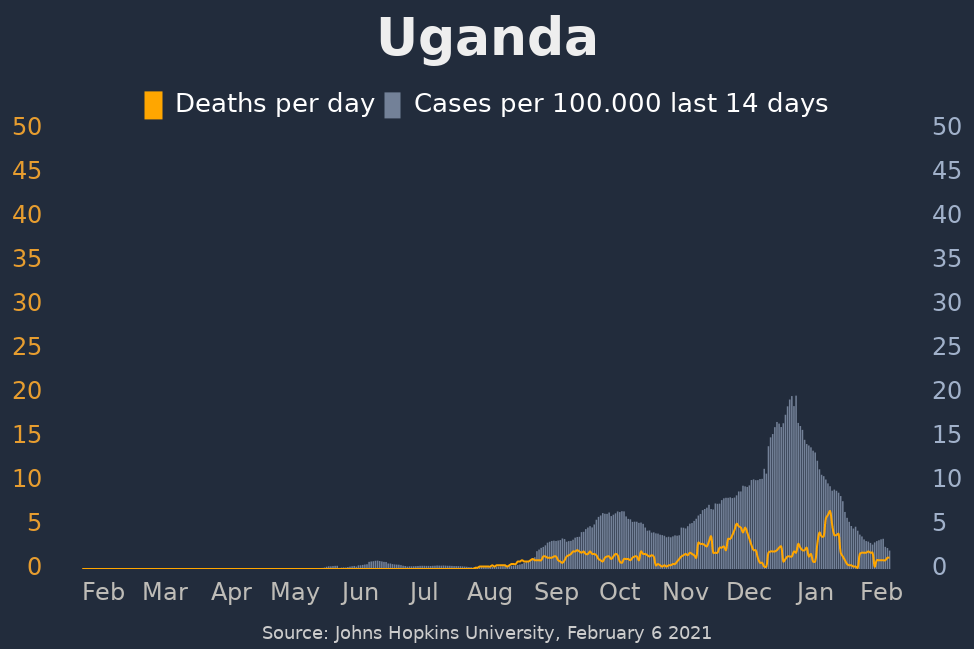 Uganda
Deaths per day Cases per 100.000 last 14 days
50 50
45 45
40 40
35 35
30 30
25 25
20 20
15 15
10 10
5 5
0 0
Feb Mar Apr May Jun Jul Aug Sep Oct Nov Dec Jan Feb
Source: Johns Hopkins University, February 6 2021